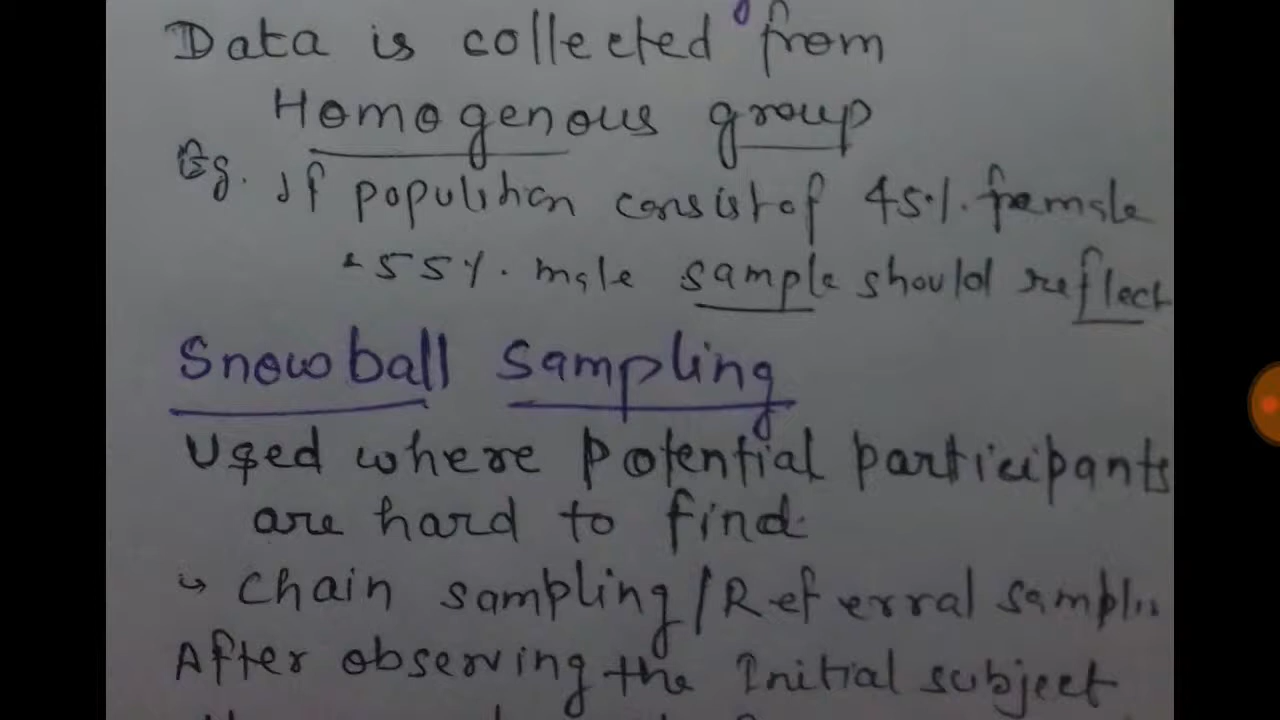 Data is collected from
Homogenous group
Eg. If population consist of 45%. female
& 55%. male sample should reflect
Snowball Sampling
Used where potential participants
are hard to find.
↳ Chain sampling/Referral sampli
After observing the Initial subject